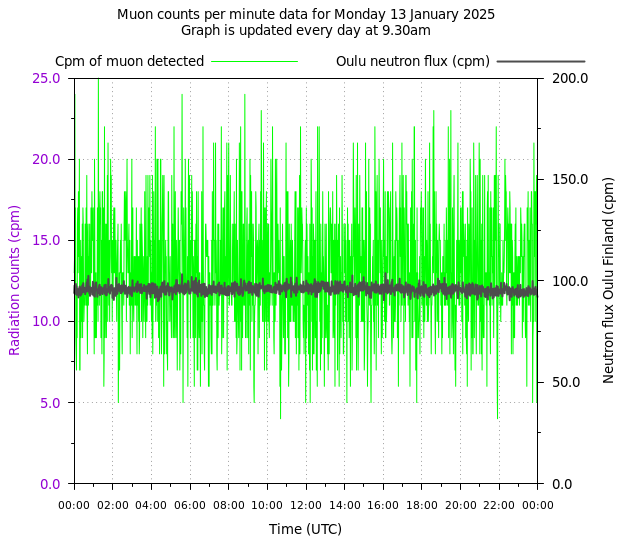 Muon counts per minute data for Monday 13 January 2025
Graph is updated every day at 9.30am
Cpm of muon detected
Oulu neutron flux (cpm)
25.0
20.0
15.0
10.0
5.0
0.0
Radiation counts (cpm)
200.0
150.0
100.0
50.0
0.0
Neutron flux Oulu Finland (cpm)
00:00 02:00 04:00 06:00 08:00 10:00 12:00 14:00 16:00 18:00 20:00 22:00 00:00
Time (UTC)